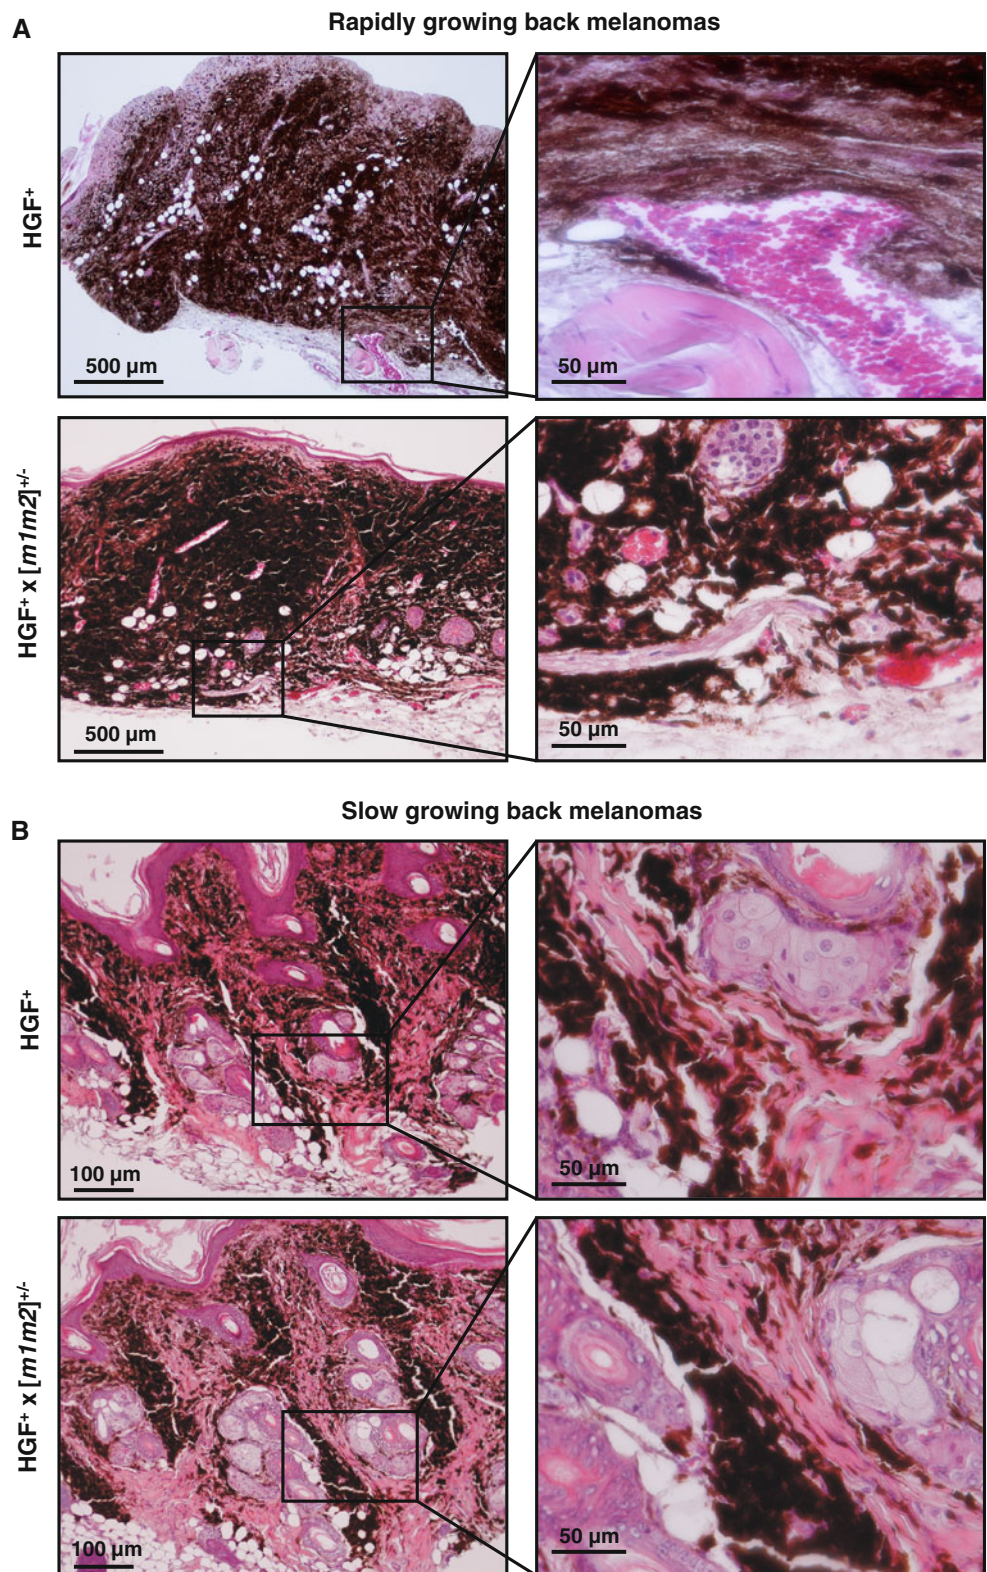 A
Rapidly growing back melanomas
HGF⁺
500 µm
50 µm
HGF⁺ x [m1m2]⁺/⁻
500 µm
50 µm
Slow growing back melanomas
B
HGF⁺
100 µm
50 µm
HGF⁺ x [m1m2]⁺/⁻
100 µm
50 µm